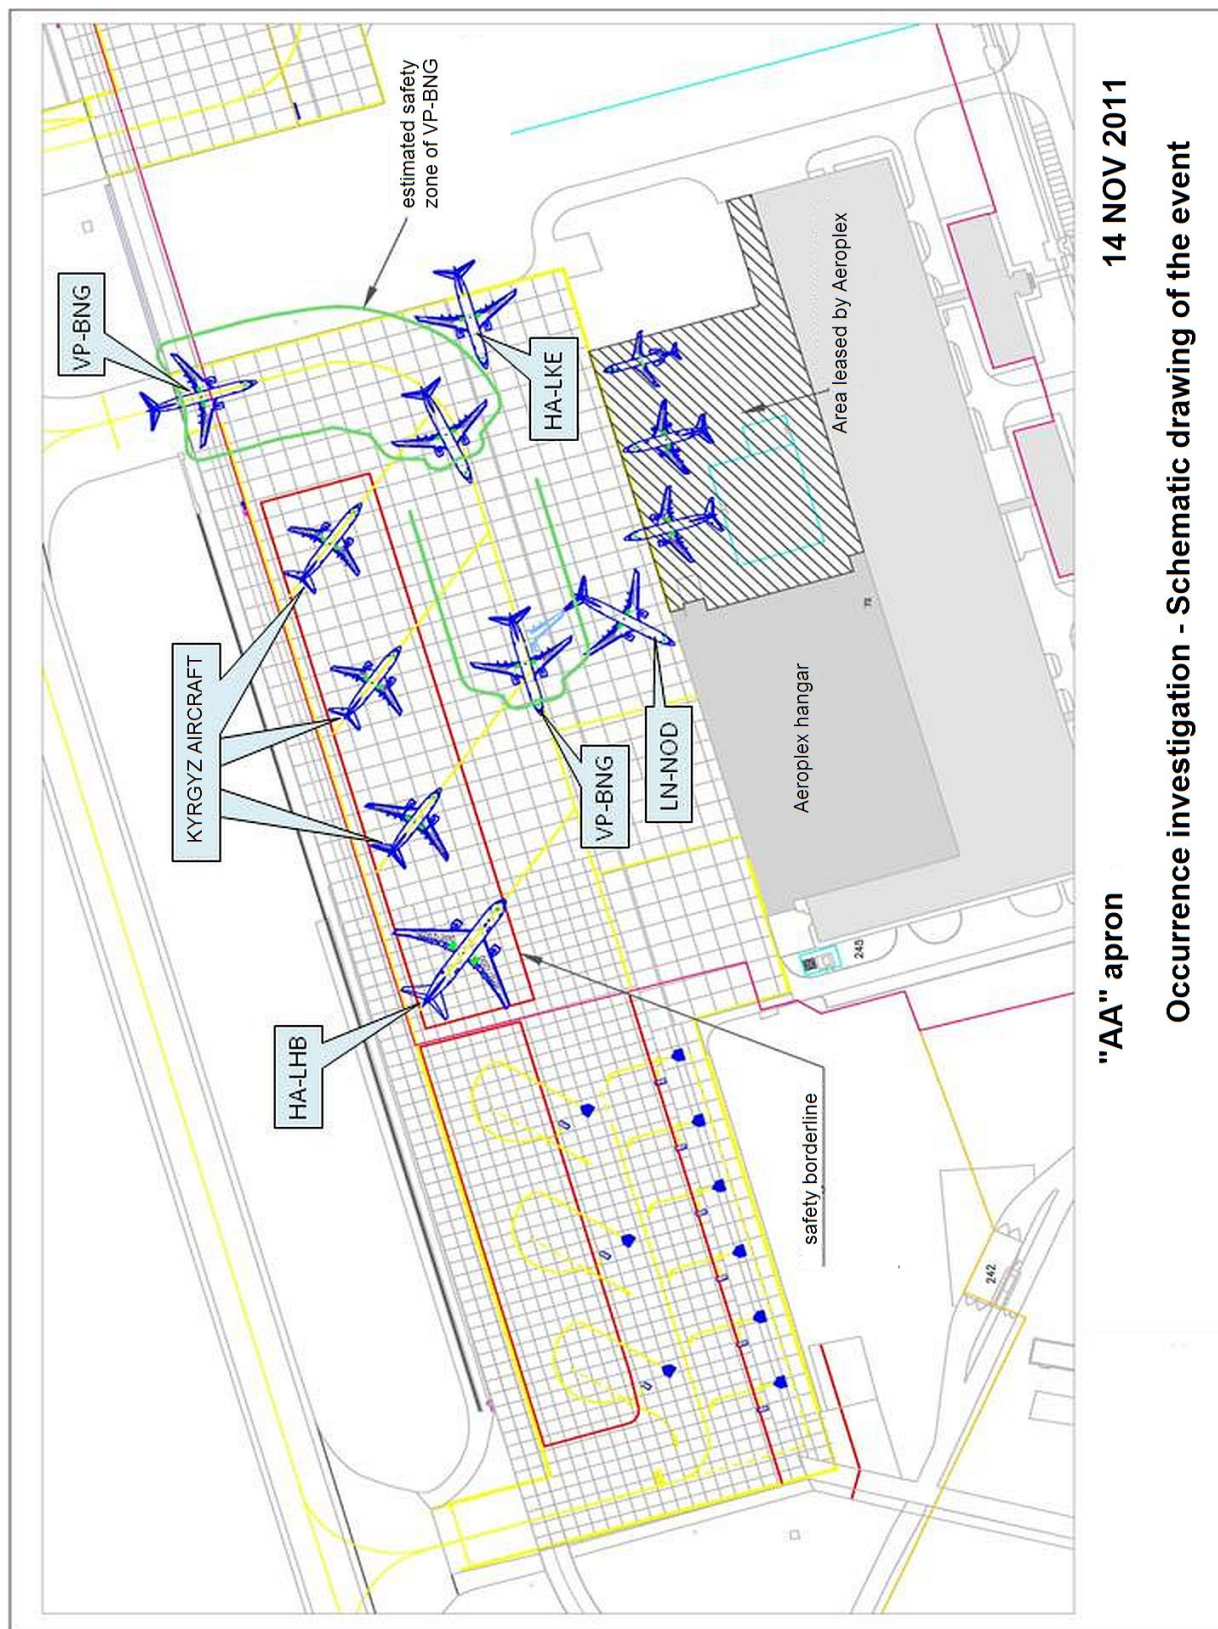 estimated safety
zone of VP-BNG
VP-BNG
HA-LKE
KYRGYZ AIRCRAFT
Area leased by Aeroplex
Aeroplex hangar
VP-BNG
LN-NOD
HA-LHB
safety borderline
73
245
242
"AA" apron
14 NOV 2011
Occurrence investigation - Schematic drawing of the event